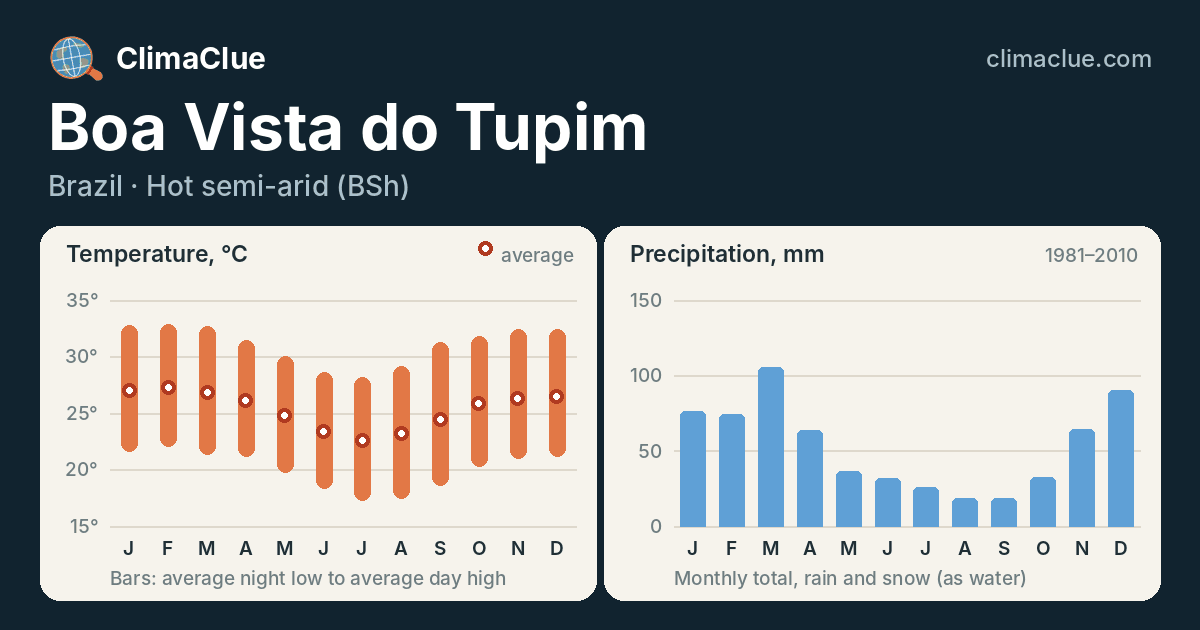 ClimaClue
climaclue.com
Boa Vista do Tupim
Brazil · Hot semi-arid (BSh)
Temperature, °C
average
35°
30°
25°
20°
15°
J F M A M J J A S O N D
Bars: average night low to average day high
Precipitation, mm
1981–2010
150
100
50
0
J F M A M J J A S O N D
Monthly total, rain and snow (as water)